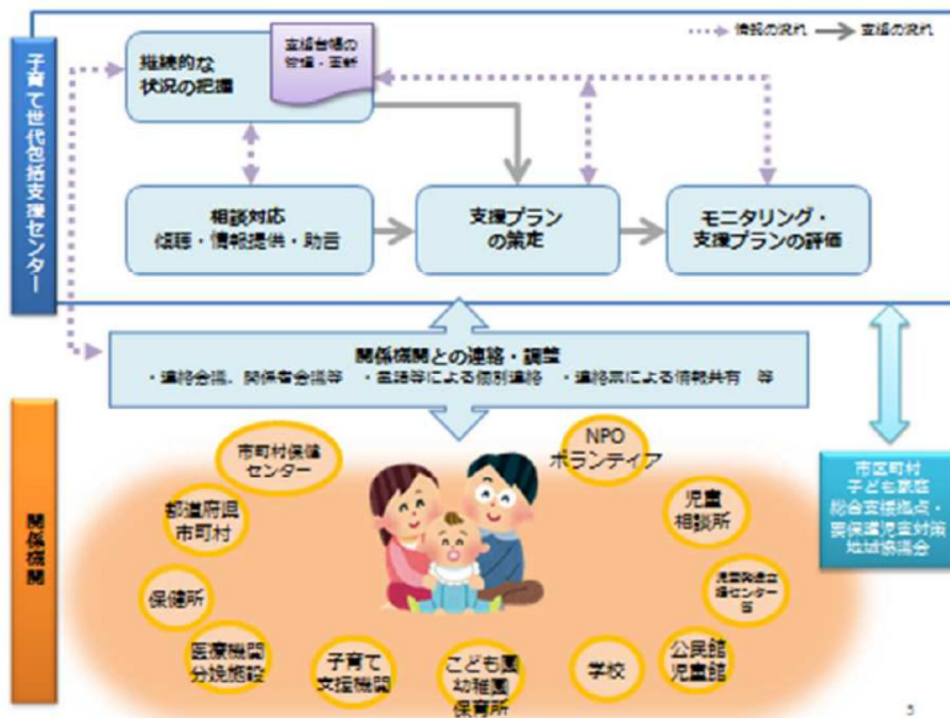 情報の流れ
支援の流れ
子育て世代包括支援センター
継続的な
状況の把握
支援台帳の
管理・更新
相談対応
傾聴・情報提供・助言
支援プラン
の策定
モニタリング・
支援プランの評価
関係機関との連絡・調整
・連絡会議、関係者会議等 ・電話等による個別連絡 ・連絡票による情報共有 等
関係機関
市町村保健
センター
NPO
ボランティア
都道府県
市町村
児童
相談所
市区町村
子ども家庭
総合支援拠点・
要保護児童対策
地域協議会
保健所
児童発達支
援センター
等
医療機関
分娩施設
子育て
支援機関
こども園
幼稚園
保育所
学校
公民館
児童館
5